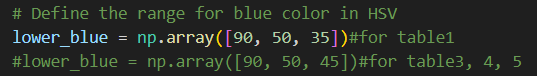 # Define the range for blue color in HSV
lower_blue = np.array([90, 50, 35])#for table1
#lower_blue = np.array([90, 50, 45])#for table3, 4, 5